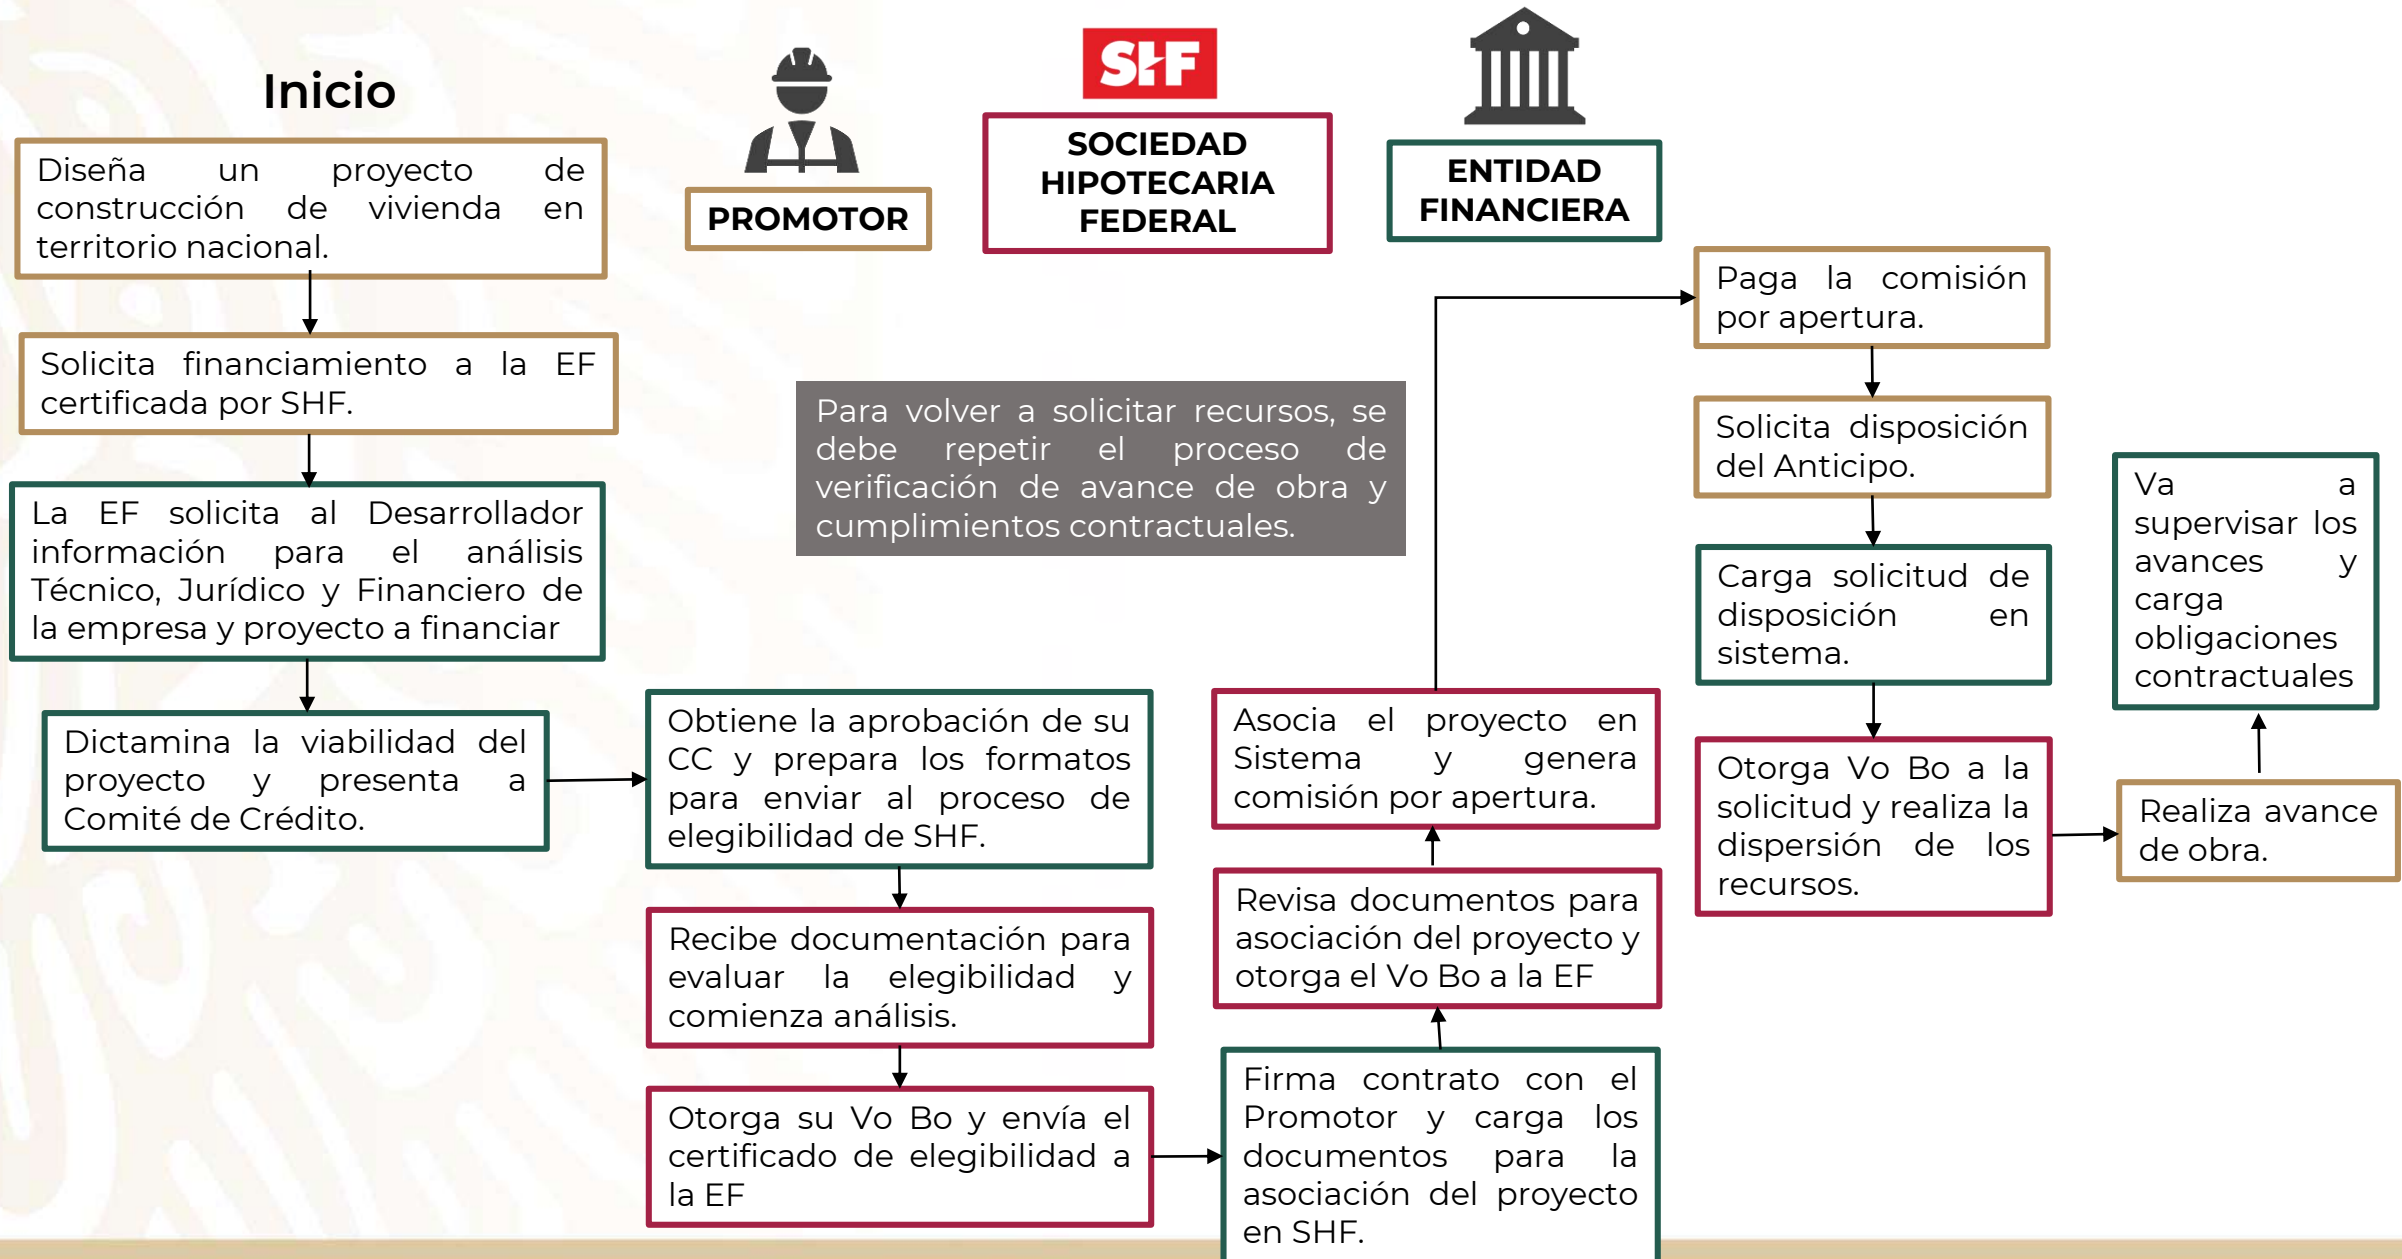 Inicio
Diseña un proyecto de
construcción de vivienda en
territorio nacional.
Solicita financiamiento a la EF
certificada por SHF.
La EF solicita al Desarrollador
información para el análisis
Técnico, Jurídico y Financiero de
la empresa y proyecto a financiar
Dictamina la viabilidad del
proyecto y presenta a
Comité de Crédito.
PROMOTOR
SHF
SOCIEDAD
HIPOTECARIA
FEDERAL
ENTIDAD
FINANCIERA
Para volver a solicitar recursos, se
debe repetir el proceso de
verificación de avance de obra y
cumplimientos contractuales.
Obtiene la aprobación de su
CC y prepara los formatos
para enviar al proceso de
elegibilidad de SHF.
Recibe documentación para
evaluar la elegibilidad y
comienza análisis.
Otorga su Vo Bo y envía el
certificado de elegibilidad a
la EF
Firma contrato con el
Promotor y carga los
documentos para la
asociación del proyecto
en SHF.
Revisa documentos para
asociación del proyecto y
otorga el Vo Bo a la EF
Asocia el proyecto en
Sistema y genera
comisión por apertura.
Paga la comisión
por apertura.
Solicita disposición
del Anticipo.
Carga solicitud de
disposición en
sistema.
Otorga Vo Bo a la
solicitud y realiza la
dispersión de los
recursos.
Realiza avance
de obra.
Va a
supervisar los
avances y
carga
obligaciones
contractuales